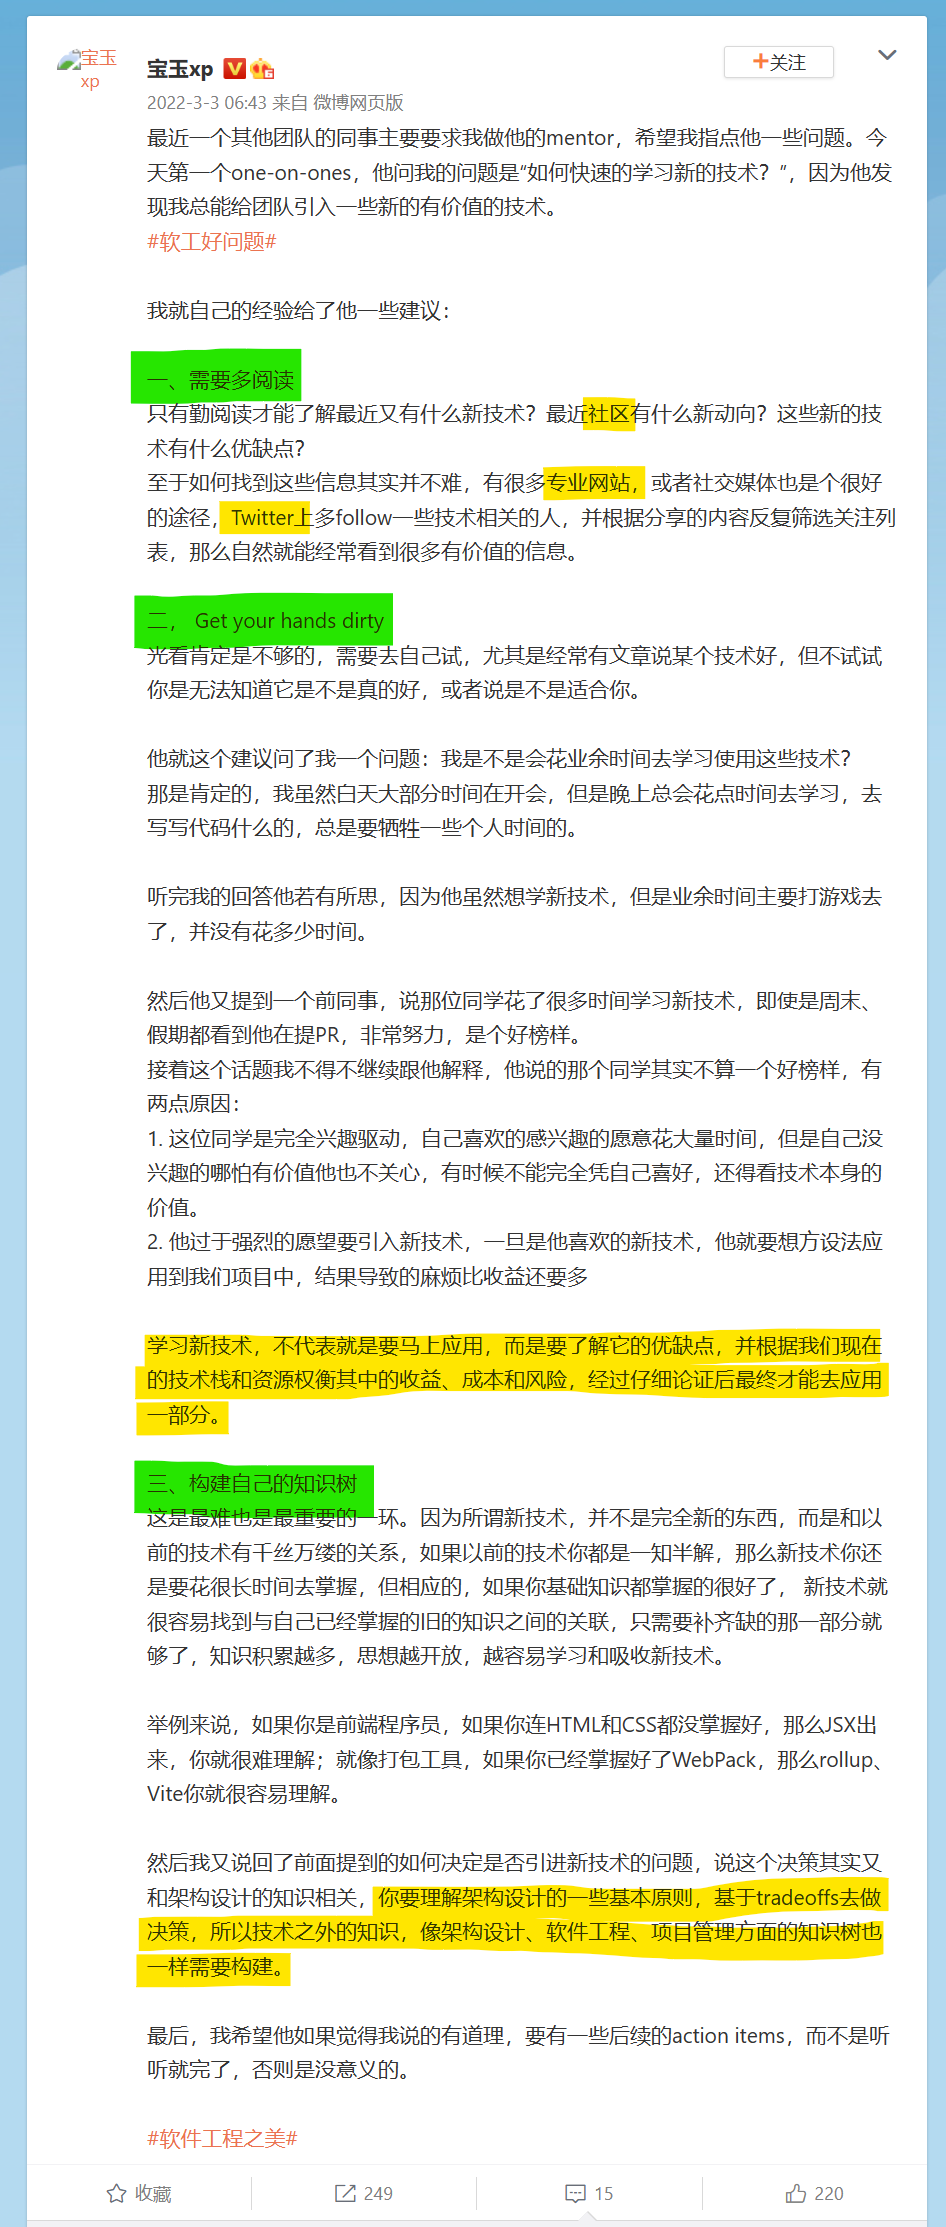 宝玉
xp
宝玉xp
+关注
2022-3-3 06:43 来自 微博网页版
最近一个其他团队的同事主要要求我做他的mentor，希望我指点他一些问题。今
天第一个one-on-ones，他问我的问题是“如何快速的学习新的技术？”，因为他发
现我总能给团队引入一些新的有价值的技术。
#软工好问题#
我就自己的经验给了他一些建议：
一、需要多阅读
只有勤阅读才能了解最近又有什么新技术？最近社区有什么新动向？这些新的技
术有什么优缺点？
至于如何找到这些信息其实并不难，有很多专业网站，或者社交媒体也是个很好
的途径，Twitter上多follow一些技术相关的人，并根据分享的内容反复筛选关注列
表，那么自然就能经常看到很多有价值的信息。
二， Get your hands dirty
光看肯定是不够的，需要去自己试，尤其是经常有文章说某个技术好，但不试试
你是无法知道它是不是真的好，或者说是不是适合你。
他就这个建议问了我一个问题：我是不是会花业余时间去学习使用这些技术？
那是肯定的，我虽然白天大部分时间在开会，但是晚上总会花点时间去学习，去
写写代码什么的，总是要牺牲一些个人时间的。
听完我的回答他若有所思，因为他虽然想学新技术，但是业余时间主要打游戏去
了，并没有花多少时间。
然后他又提到一个前同事，说那位同学花了很多时间学习新技术，即使是周末、
假期都看到他在提PR，非常努力，是个好榜样。
接着这个话题我不得不继续跟他解释，他说的那个同学其实不算一个好榜样，有
两点原因：
1. 这位同学是完全兴趣驱动，自己喜欢的感兴趣的愿意花大量时间，但是自己没
兴趣的哪怕有价值他也不关心，有时候不能完全凭自己喜好，还得看技术本身的
价值。
2. 他过于强烈的愿望要引入新技术，一旦是他喜欢的新技术，他就要想方设法应
用到我们项目中，结果导致的麻烦比收益还要多
学习新技术，不代表就是要马上应用，而是要了解它的优缺点，并根据我们现在
的技术栈和资源权衡其中的收益、成本和风险，经过仔细论证后最终才能去应用
一部分。
三、构建自己的知识树
这是最难也是最重要的一环。因为所谓新技术，并不是完全新的东西，而是和以
前的技术有千丝万缕的关系，如果以前的技术你都是一知半解，那么新技术你还
是要花很长时间去掌握，但相应的，如果你基础知识都掌握的很好了， 新技术就
很容易找到与自己已经掌握的旧的知识之间的关联，只需要补齐缺的那一部分就
够了，知识积累越多，思想越开放，越容易学习和吸收新技术。
举例来说，如果你是前端程序员，如果你连HTML和CSS都没掌握好，那么JSX出
来，你就很难理解；就像打包工具，如果你已经掌握好了WebPack，那么rollup、
Vite你就很容易理解。
然后我又说回了前面提到的如何决定是否引进新技术的问题，说这个决策其实又
和架构设计的知识相关，你要理解架构设计的一些基本原则，基于tradeoffs去做
决策，所以技术之外的知识，像架构设计、软件工程、项目管理方面的知识树也
一样需要构建。
最后，我希望他如果觉得我说的有道理，要有一些后续的action items，而不是听
听就完了，否则是没意义的。
#软件工程之美#
收藏
249
15
220